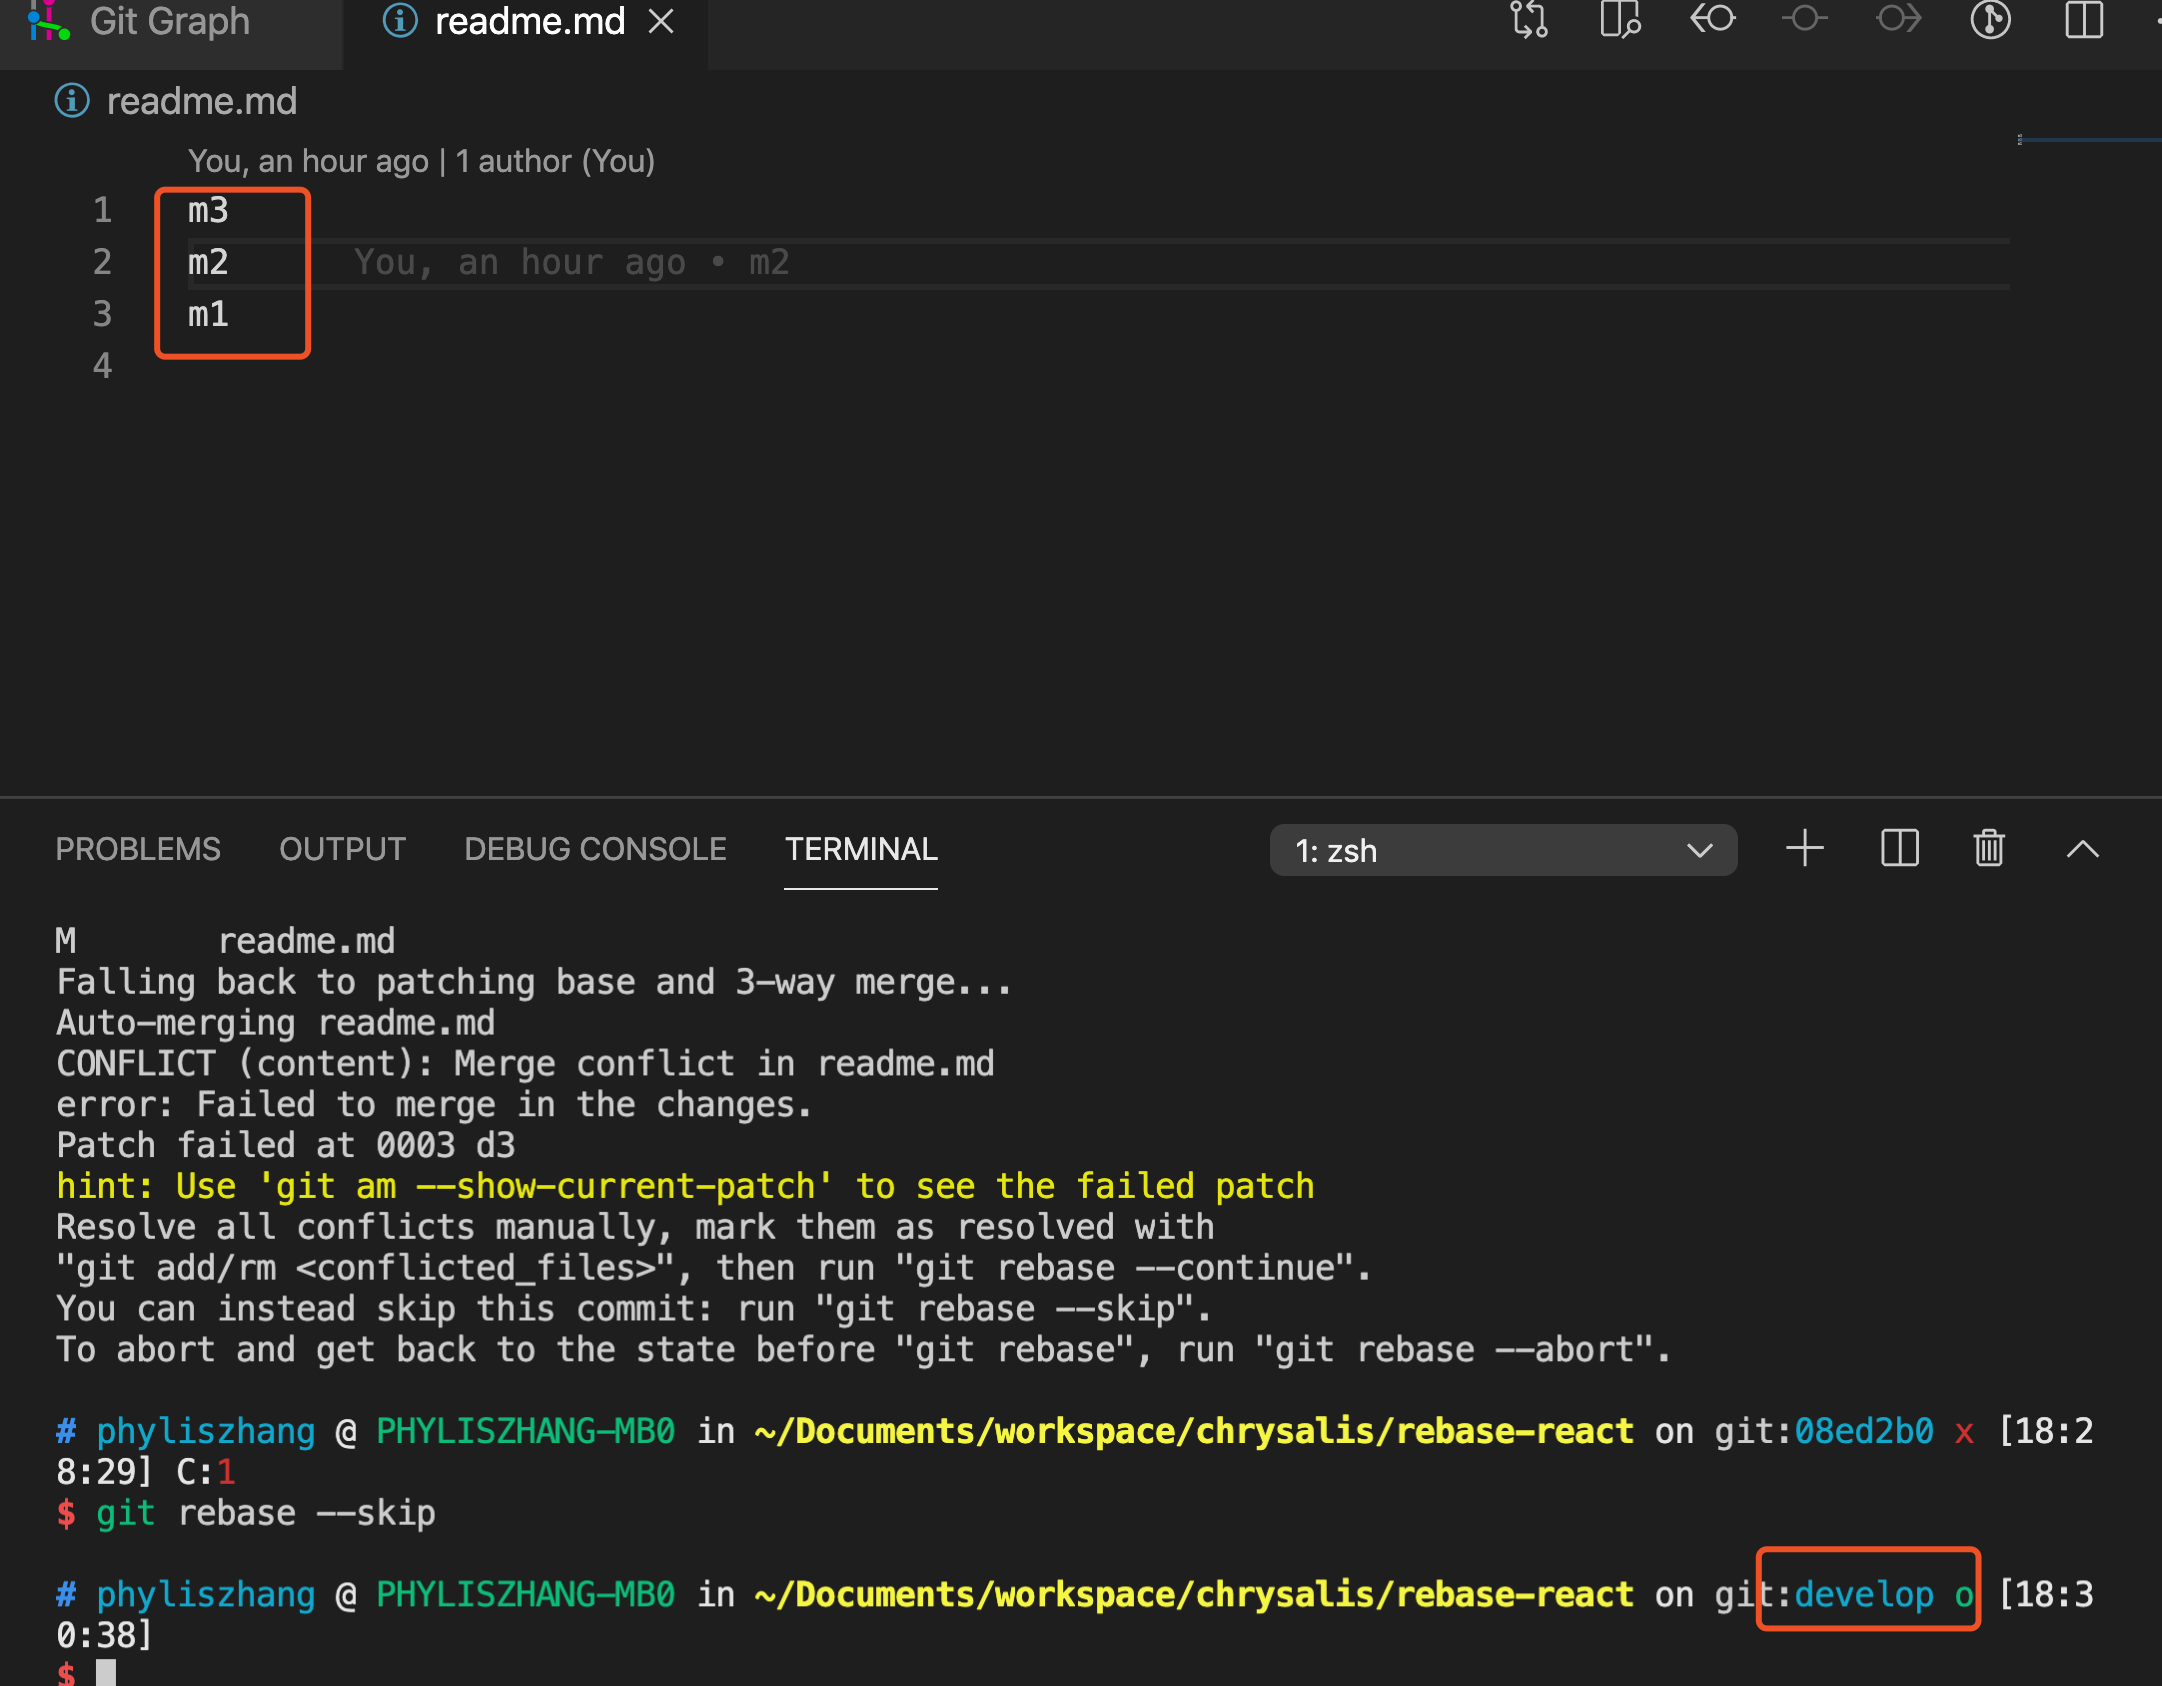 Git Graph
readme.md
readme.md
You, an hour ago | 1 author (You)
1 m3
2 m2 You, an hour ago • m2
3 m1
4
PROBLEMS OUTPUT DEBUG CONSOLE TERMINAL 1: zsh
M readme.md
Falling back to patching base and 3-way merge...
Auto-merging readme.md
CONFLICT (content): Merge conflict in readme.md
error: Failed to merge in the changes.
Patch failed at 0003 d3
hint: Use 'git am --show-current-patch' to see the failed patch
Resolve all conflicts manually, mark them as resolved with
"git add/rm <conflicted_files>", then run "git rebase --continue".
You can instead skip this commit: run "git rebase --skip".
To abort and get back to the state before "git rebase", run "git rebase --abort".
# phyliszhang @ PHYLISZHANG-MB0 in ~/Documents/workspace/chrysalis/rebase-react on git:08ed2b0 x [18:2
8:29] C:1
$ git rebase --skip
# phyliszhang @ PHYLISZHANG-MB0 in ~/Documents/workspace/chrysalis/rebase-react on git:develop o [18:3
0:38]
$